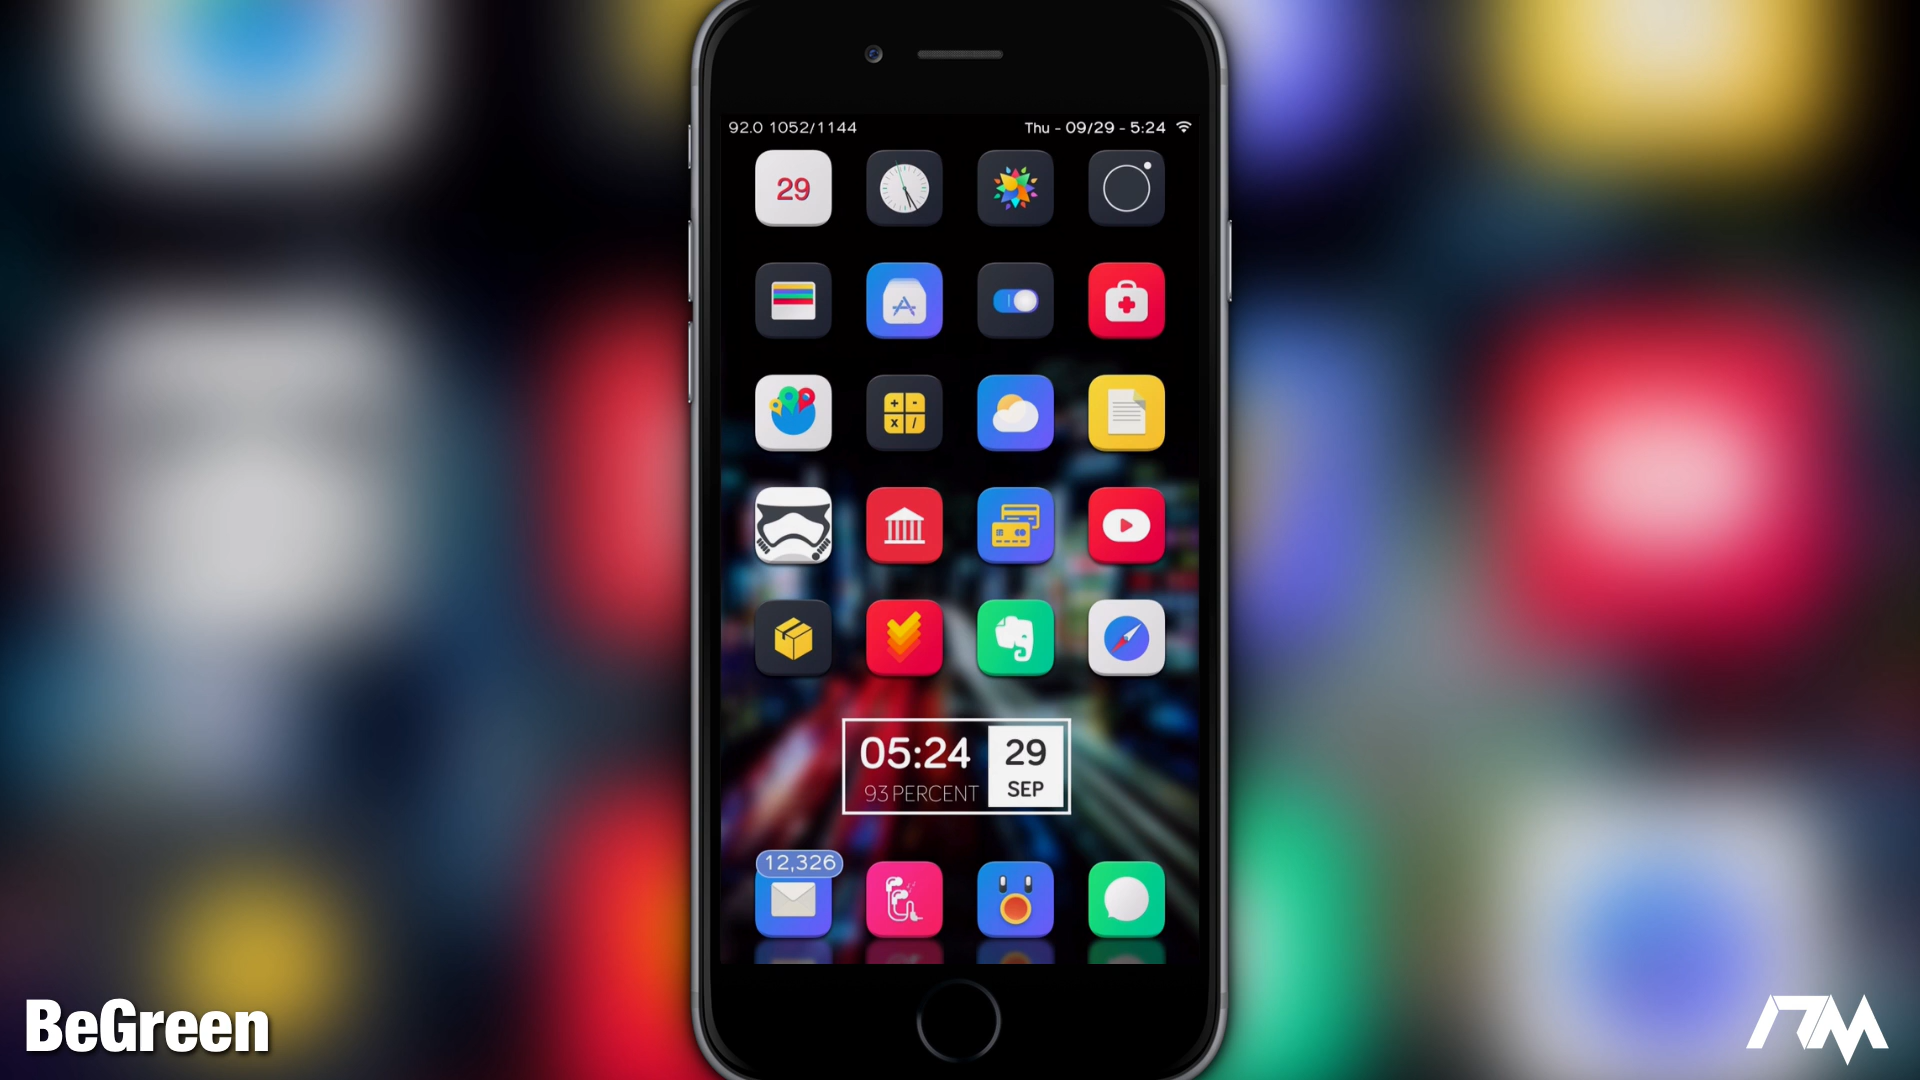 92.0 1052/1144
Thu - 09/29 - 5:24
29
05:24
93 PERCENT
29
SEP
12,326
BeGreen